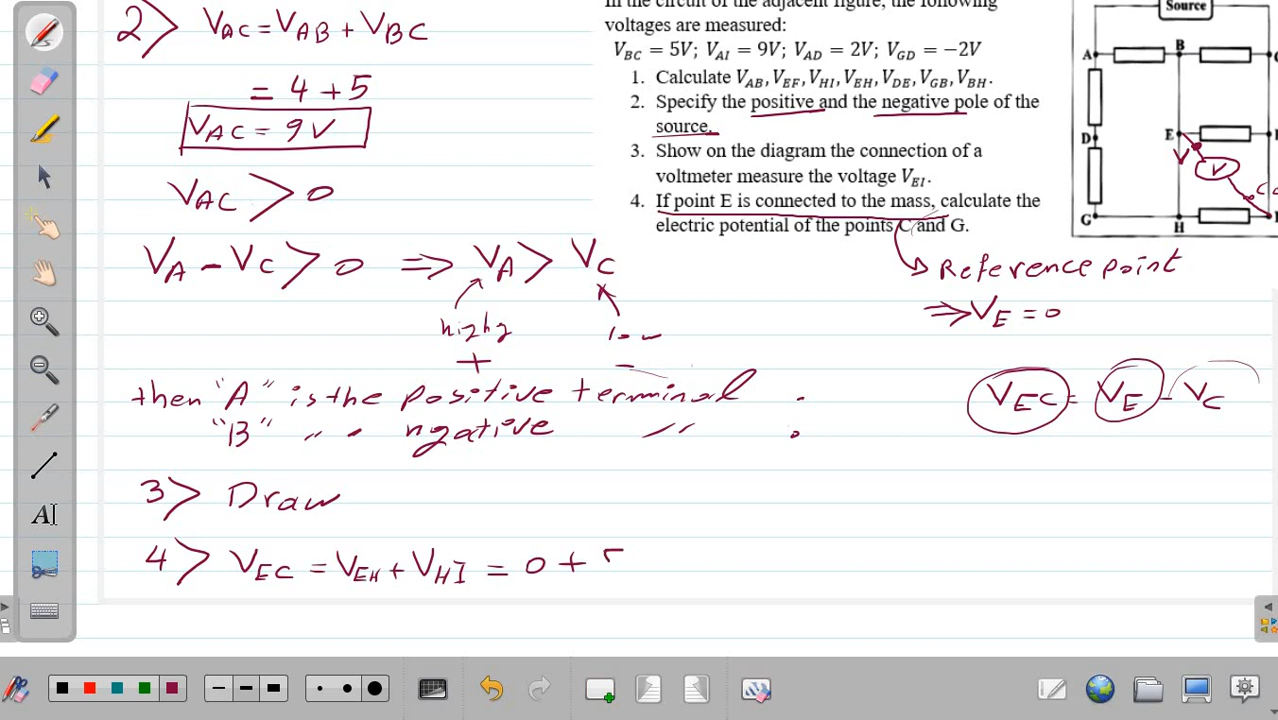 2> VAC = VAB + VBC
= 4 + 5
VAC = 9V
VAC > 0
VA - VC > 0 ⇒ VA > VC
highy low
+ -
then "A" is the positive terminal .
"B" " " ngative " .
3> Draw
4> VEC = VEH + VHI = 0 +
In the circuit of the adjacent figure, the following
voltages are measured:
VBC = 5V; VAI = 9V; VAD = 2V; VGD = −2V
1. Calculate VAB, VEF, VHI, VEH, VDE, VGB, VBH.
2. Specify the positive and the negative pole of the
source.
3. Show on the diagram the connection of a
voltmeter measure the voltage VEI.
4. If point E is connected to the mass, calculate the
electric potential of the points C and G.
Reference point
⇒ VE = 0
VEC = VE - VC
Source
A B
D E
V V
G H
A